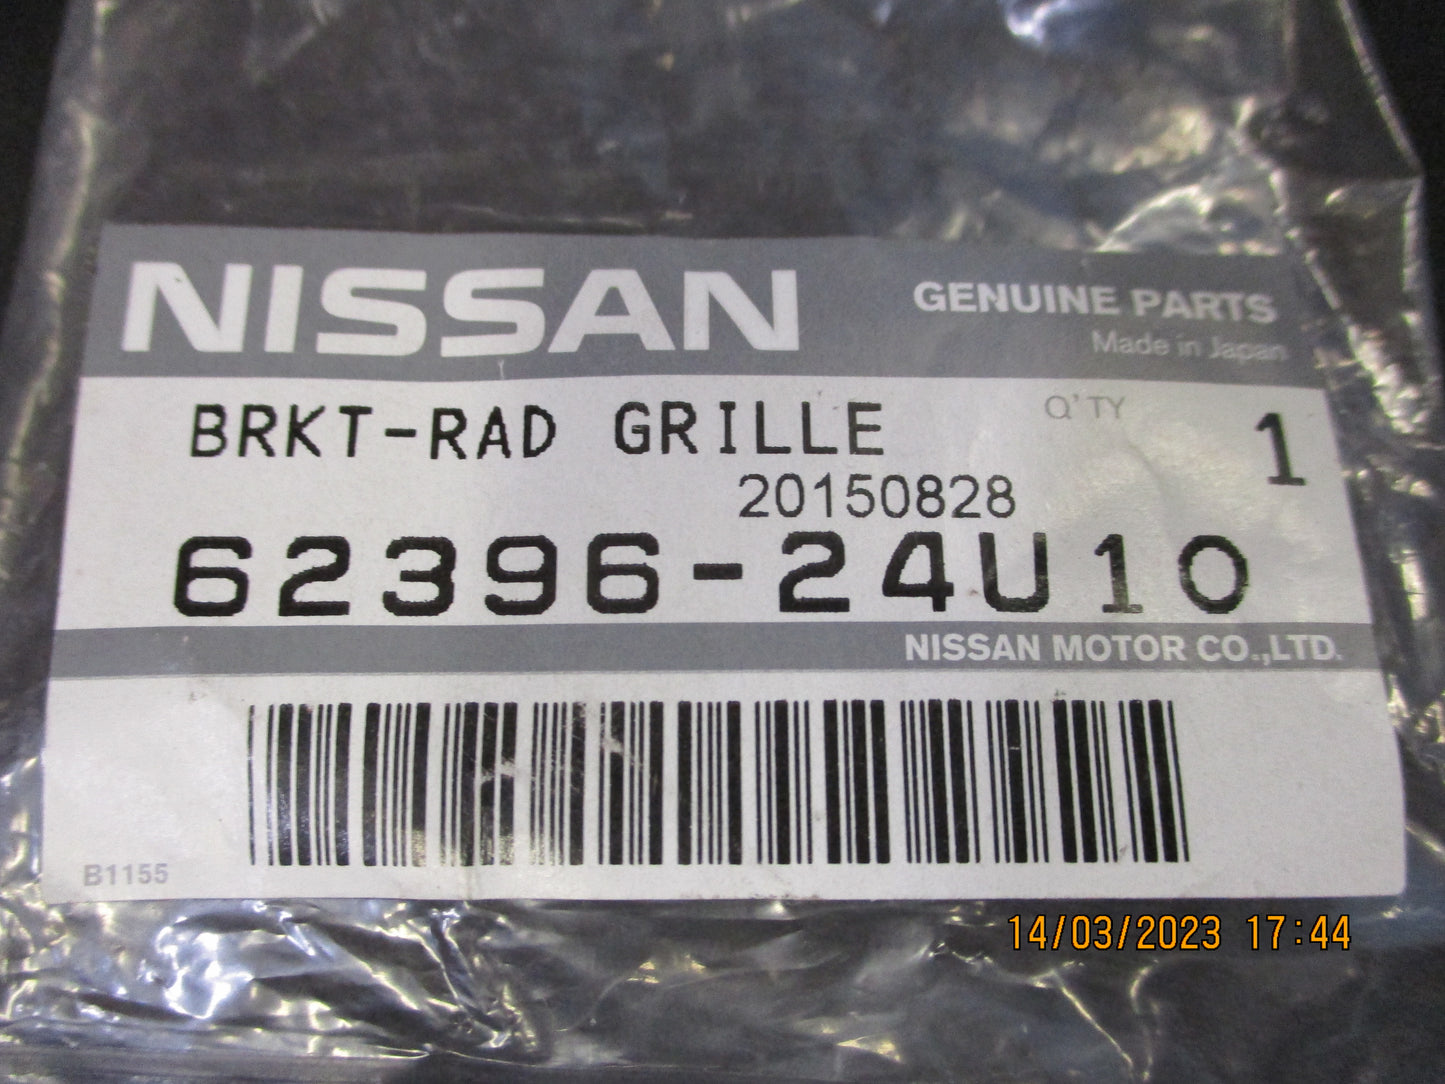 NISSAN
GENUINE PARTS
Made in Japan
BRKT-RAD GRILLE
Q'TY
1
20150828
62396-24U10
NISSAN MOTOR CO.,LTD.
B1155
14/03/2023 17:44